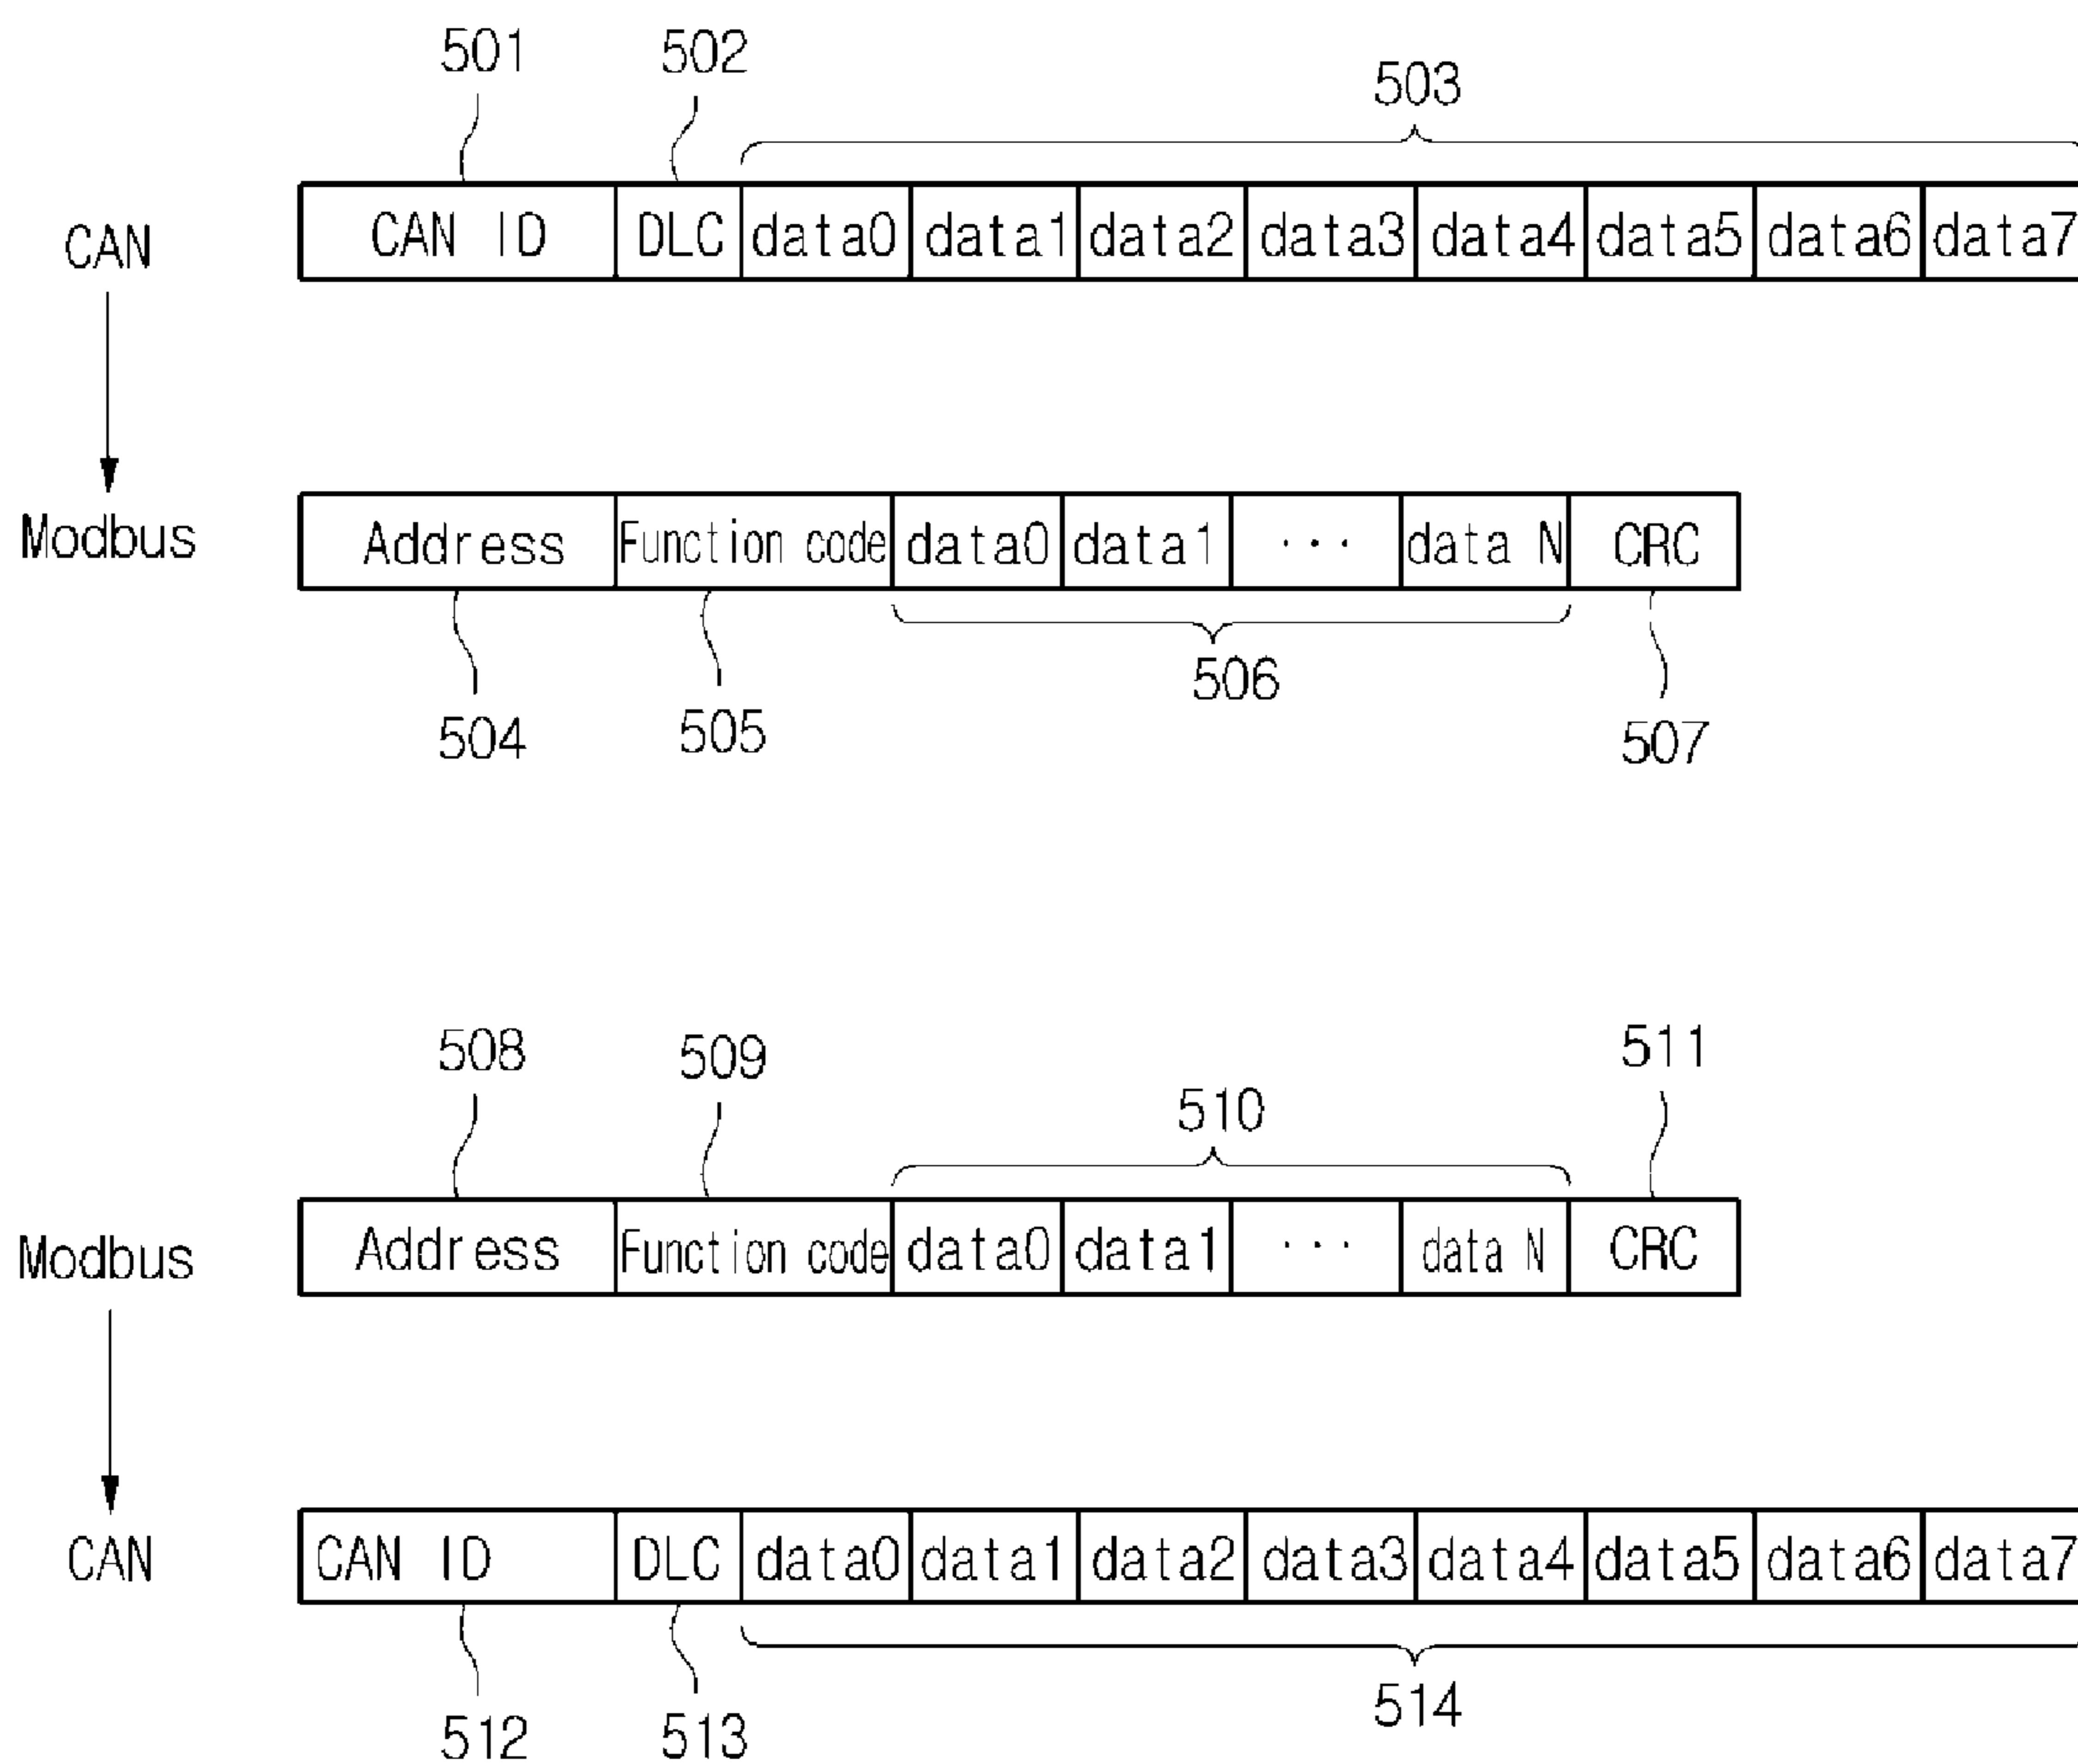 501 502 503
CAN CAN ID DLC data0 data1 data2 data3 data4 data5 data6 data7
Modbus Address Function code data0 data1 ··· data N CRC
504 505 506 507
508 509 510 511
Modbus Address Function code data0 data1 ··· data N CRC
CAN CAN ID DLC data0 data1 data2 data3 data4 data5 data6 data7
512 513 514